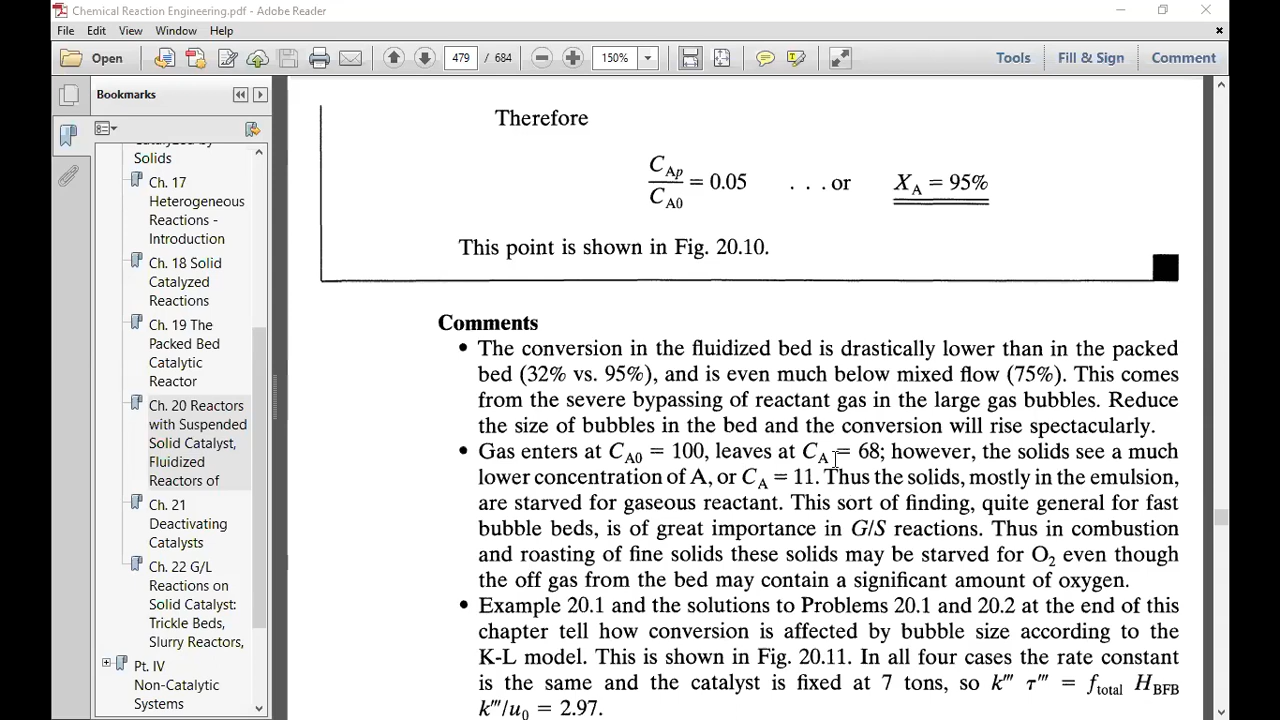 Chemical Reaction Engineering.pdf - Adobe Reader
File Edit View Window Help
Open 479 / 684 150% Tools Fill & Sign Comment
Bookmarks
Catalyzed by
Solids
Ch. 17
Heterogeneous
Reactions -
Introduction
Ch. 18 Solid
Catalyzed
Reactions
Ch. 19 The
Packed Bed
Catalytic
Reactor
Ch. 20 Reactors
with Suspended
Solid Catalyst,
Fluidized
Reactors of
Ch. 21
Deactivating
Catalysts
Ch. 22 G/L
Reactions on
Solid Catalyst:
Trickle Beds,
Slurry Reactors,
Pt. IV
Non-Catalytic
Systems
Therefore
C_Ap / C_A0 = 0.05 . . . or X_A = 95%
This point is shown in Fig. 20.10.
Comments
• The conversion in the fluidized bed is drastically lower than in the packed
bed (32% vs. 95%), and is even much below mixed flow (75%). This comes
from the severe bypassing of reactant gas in the large gas bubbles. Reduce
the size of bubbles in the bed and the conversion will rise spectacularly.
• Gas enters at C_A0 = 100, leaves at C_A = 68; however, the solids see a much
lower concentration of A, or C_A = 11. Thus the solids, mostly in the emulsion,
are starved for gaseous reactant. This sort of finding, quite general for fast
bubble beds, is of great importance in G/S reactions. Thus in combustion
and roasting of fine solids these solids may be starved for O₂ even though
the off gas from the bed may contain a significant amount of oxygen.
• Example 20.1 and the solutions to Problems 20.1 and 20.2 at the end of this
chapter tell how conversion is affected by bubble size according to the
K-L model. This is shown in Fig. 20.11. In all four cases the rate constant
is the same and the catalyst is fixed at 7 tons, so k‴ τ‴ = f_total H_BFB
k‴/u₀ = 2.97.